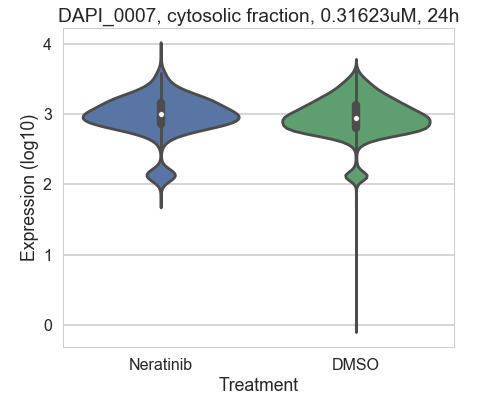 DAPI_0007, cytosolic fraction, 0.31623uM, 24h
4
3
2
1
0
Expression (log10)
Neratinib DMSO
Treatment